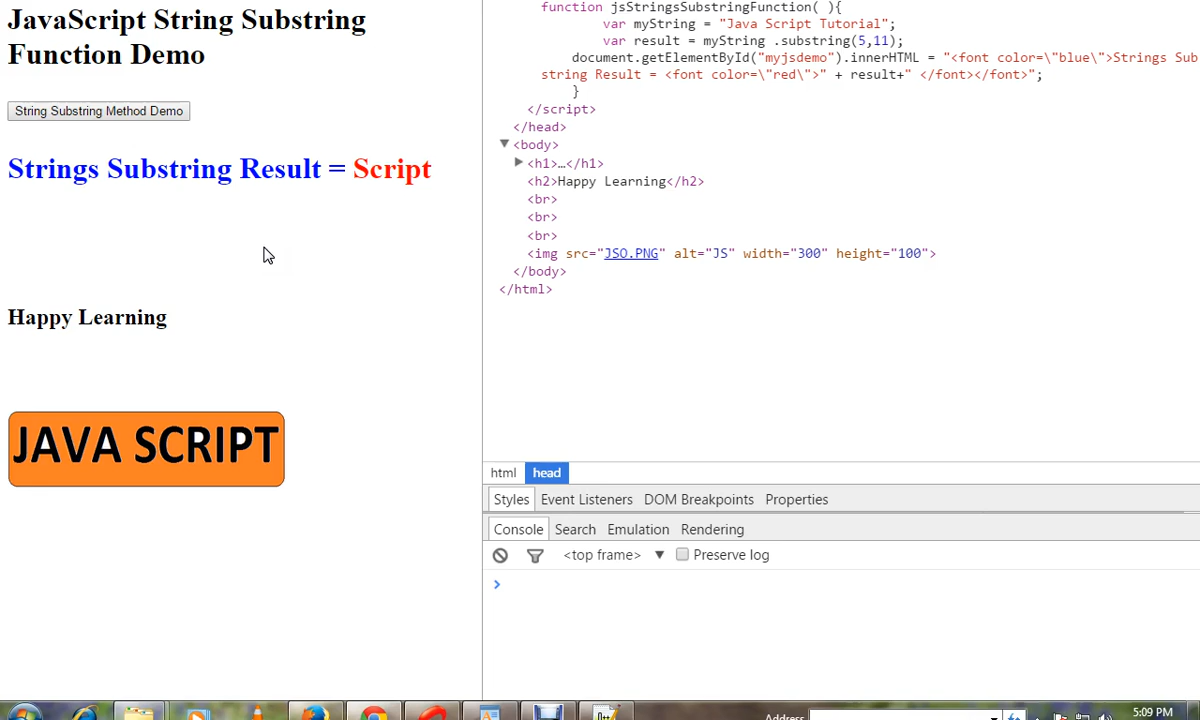 JavaScript String Substring
Function Demo
String Substring Method Demo
Strings Substring Result = Script
Happy Learning
JAVA SCRIPT
function jsStringsSubstringFunction( ){
var myString = "Java Script Tutorial";
var result = myString .substring(5,11);
document.getElementById("myjsdemo").innerHTML = "<font color=\"blue\">Strings Sub
string Result = <font color=\"red\">" + result+" </font></font>";
}
</script>
</head>
▼<body>
▶<h1>…</h1>
<h2>Happy Learning</h2>
<br>
<br>
<br>
<img src="JSO.PNG" alt="JS" width="300" height="100">
</body>
</html>
html head
Styles Event Listeners DOM Breakpoints Properties
Console Search Emulation Rendering
<top frame> ▼ Preserve log
>
Address
5:09 PM